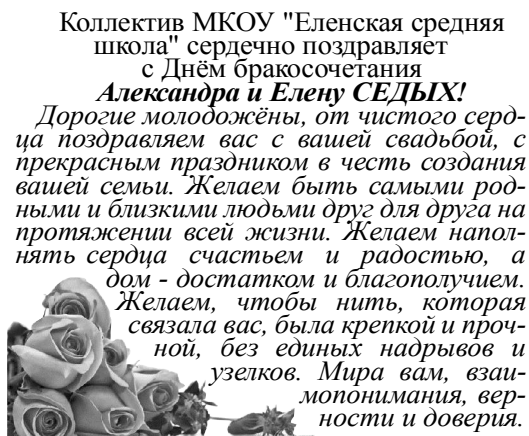 Коллектив МКОУ "Еленская средняя
школа" сердечно поздравляет
с Днём бракосочетания
Александра и Елену СЕДЫХ!
Дорогие молодожёны, от чистого серд-
ца поздравляем вас с вашей свадьбой, с
прекрасным праздником в честь создания
вашей семьи. Желаем быть самыми род-
ными и близкими людьми друг для друга на
протяжении всей жизни. Желаем напол-
нять сердца счастьем и радостью, а
дом - достатком и благополучием.
Желаем, чтобы нить, которая
связала вас, была крепкой и проч-
ной, без единых надрывов и
узелков. Мира вам, взаи-
мопонимания, вер-
ности и доверия.